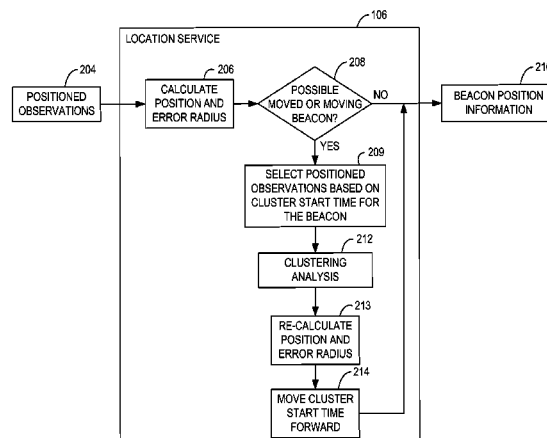 106
LOCATION SERVICE
204
POSITIONED
OBSERVATIONS
206
CALCULATE
POSITION AND
ERROR RADIUS
208
POSSIBLE
MOVED OR MOVING
BEACON?
NO
YES
210
BEACON POSITION
INFORMATION
209
SELECT POSITIONED
OBSERVATIONS BASED ON
CLUSTER START TIME FOR
THE BEACON
212
CLUSTERING
ANALYSIS
213
RE-CALCULATE
POSITION AND
ERROR RADIUS
214
MOVE CLUSTER
START TIME
FORWARD